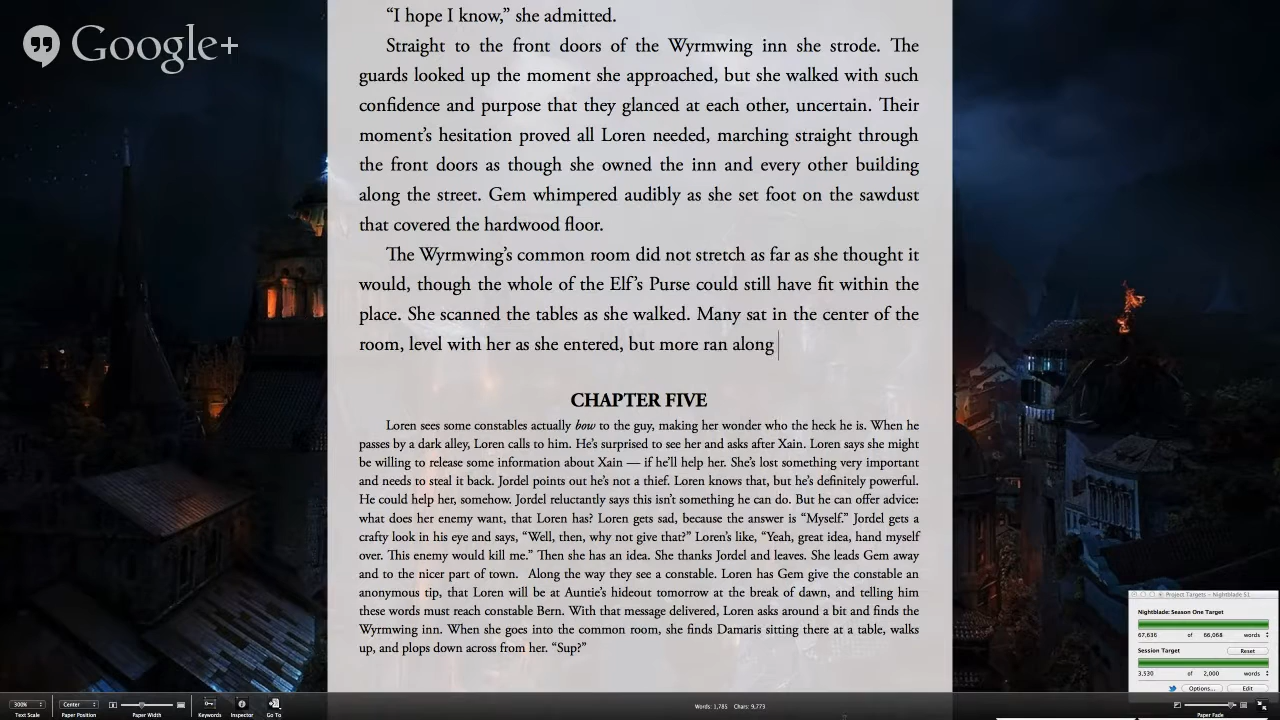 Google+
“I hope I know,” she admitted.
Straight to the front doors of the Wyrmwing inn she strode. The
guards looked up the moment she approached, but she walked with such
confidence and purpose that they glanced at each other, uncertain. Their
moment’s hesitation proved all Loren needed, marching straight through
the front doors as though she owned the inn and every other building
along the street. Gem whimpered audibly as she set foot on the sawdust
that covered the hardwood floor.
The Wyrmwing’s common room did not stretch as far as she thought it
would, though the whole of the Elf’s Purse could still have fit within the
place. She scanned the tables as she walked. Many sat in the center of the
room, level with her as she entered, but more ran along
CHAPTER FIVE
Loren sees some constables actually bow to the guy, making her wonder who the heck he is. When he
passes by a dark alley, Loren calls to him. He’s surprised to see her and asks after Xain. Loren says she might
be willing to release some information about Xain — if he’ll help her. She’s lost something very important
and needs to steal it back. Jordel points out he’s not a thief. Loren knows that, but he’s definitely powerful.
He could help her, somehow. Jordel reluctantly says this isn’t something he can do. But he can offer advice:
what does her enemy want, that Loren has? Loren gets sad, because the answer is “Myself.” Jordel gets a
crafty look in his eye and says, “Well, then, why not give that?” Loren’s like, “Yeah, great idea, hand myself
over. This enemy would kill me.” Then she has an idea. She thanks Jordel and leaves. She leads Gem away
and to the nicer part of town. Along the way they see a constable. Loren has Gem give the constable an
anonymous tip, that Loren will be at Auntie’s hideout tomorrow at the break of dawn, and telling him
these words must reach constable Bern. With that message delivered, Loren asks around a bit and finds the
Wyrmwing inn. When she goes into the common room, she finds Damaris sitting there at a table, walks
up, and plops down across from her. “Sup?”
Project Targets - Nightblade S1
Nightblade: Season One Target
67,636 of 66,068 words
Session Target Reset
3,530 of 2,000 words
Options... Edit
300% Center
Text Scale Paper Position Paper Width Keywords Inspector Go To
Words: 1,785 Chars: 9,773
Paper Fade